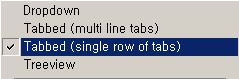 Dropdown
Tabbed (multi line tabs)
Tabbed (single row of tabs)
Treeview